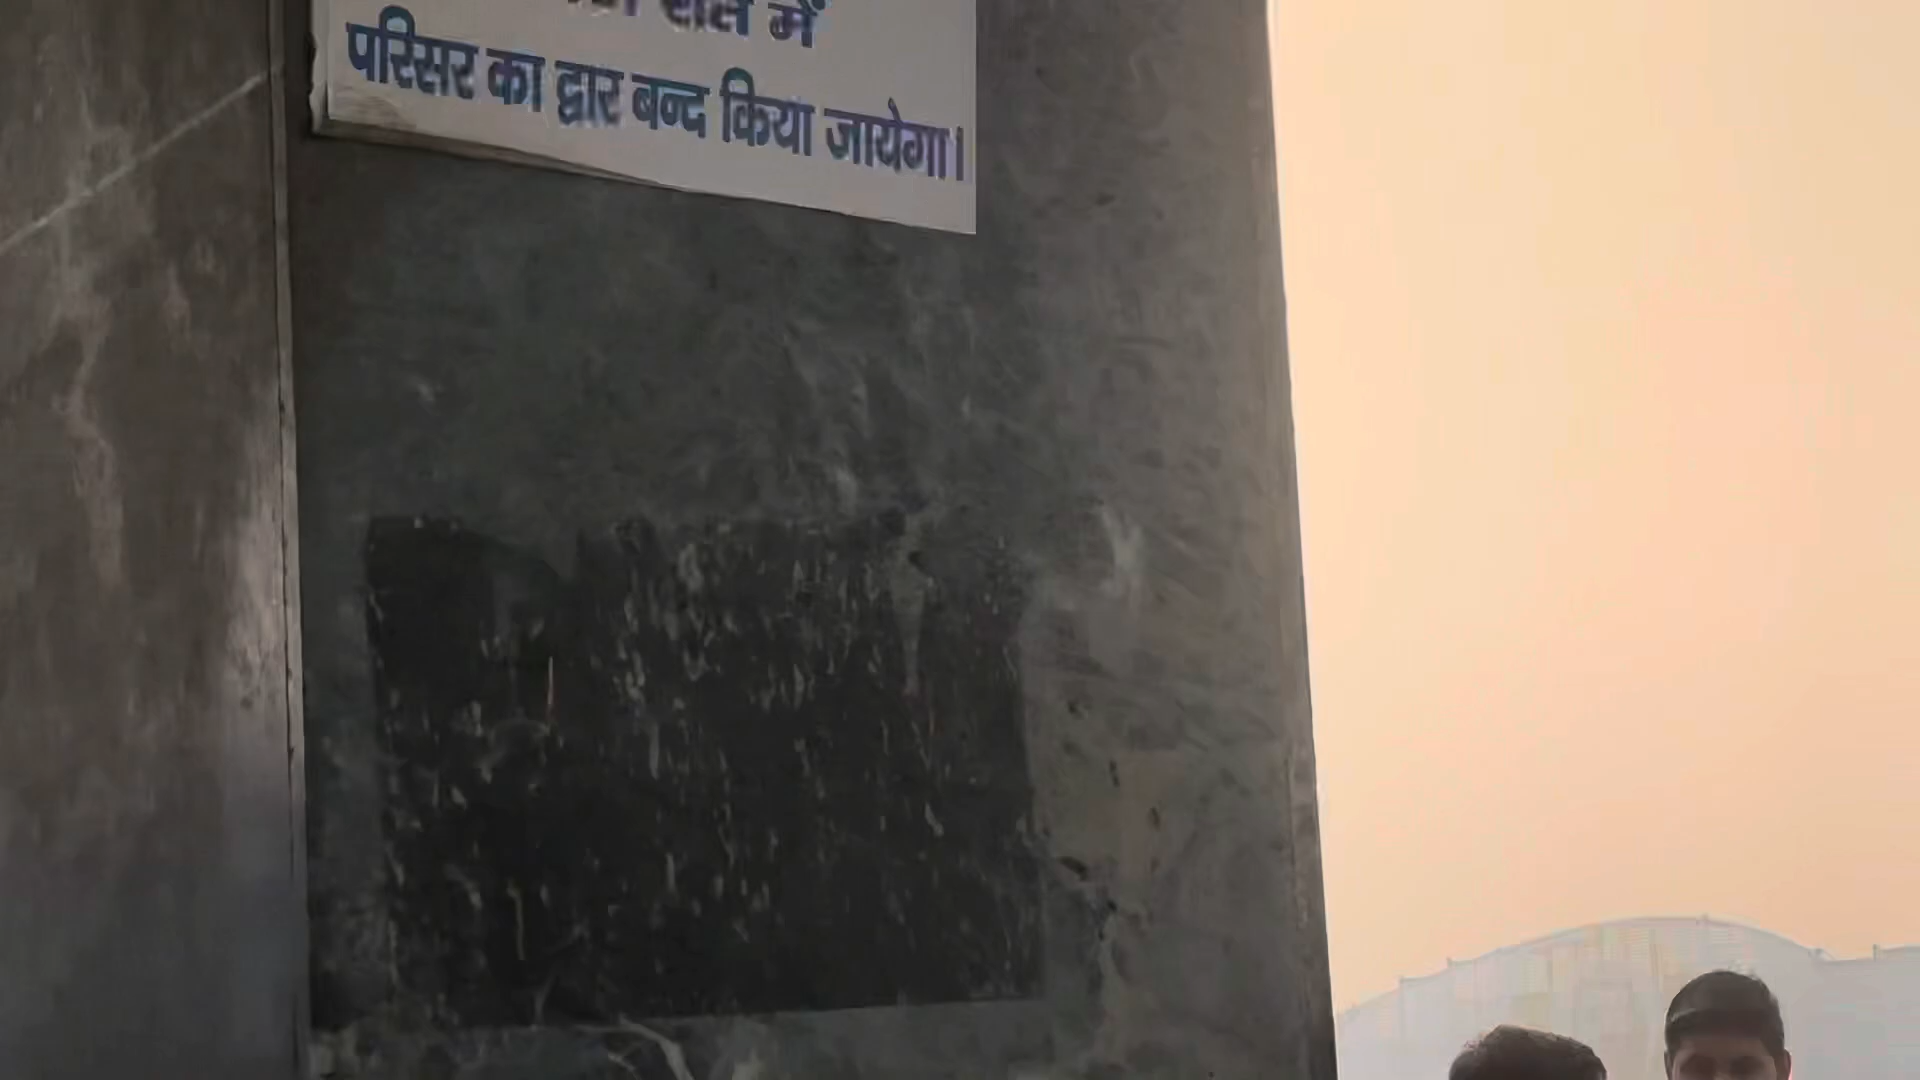 में
परिसर का द्वार बन्द किया जायेगा।